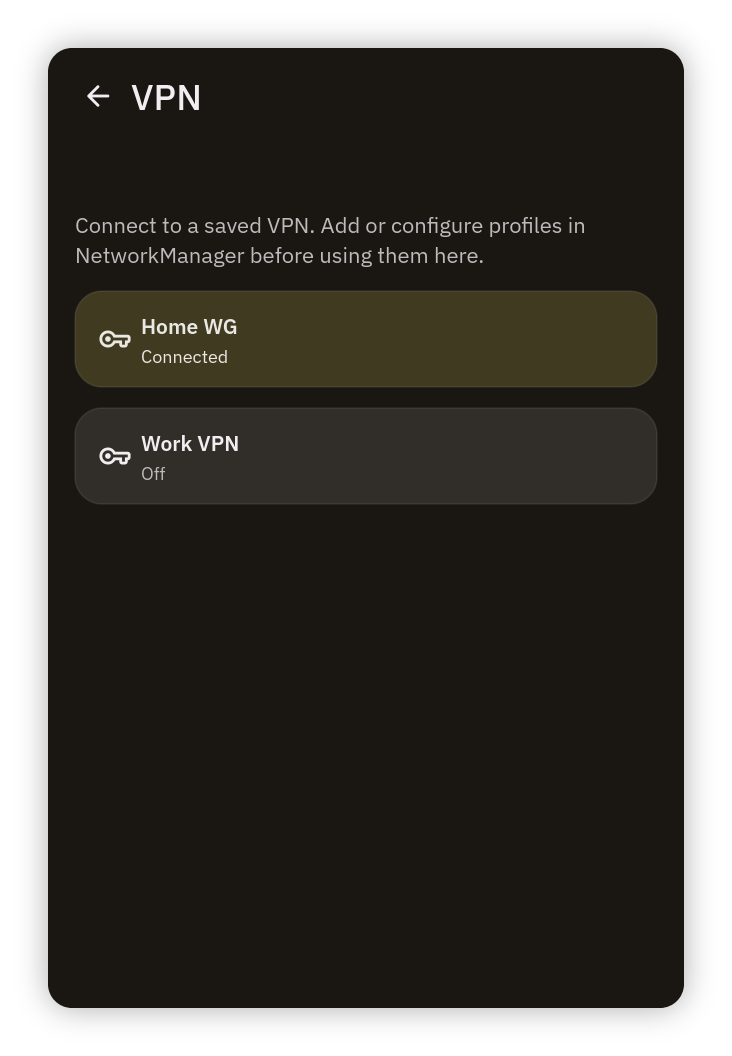 VPN
Connect to a saved VPN. Add or configure profiles in
NetworkManager before using them here.
Home WG
Connected
Work VPN
Off